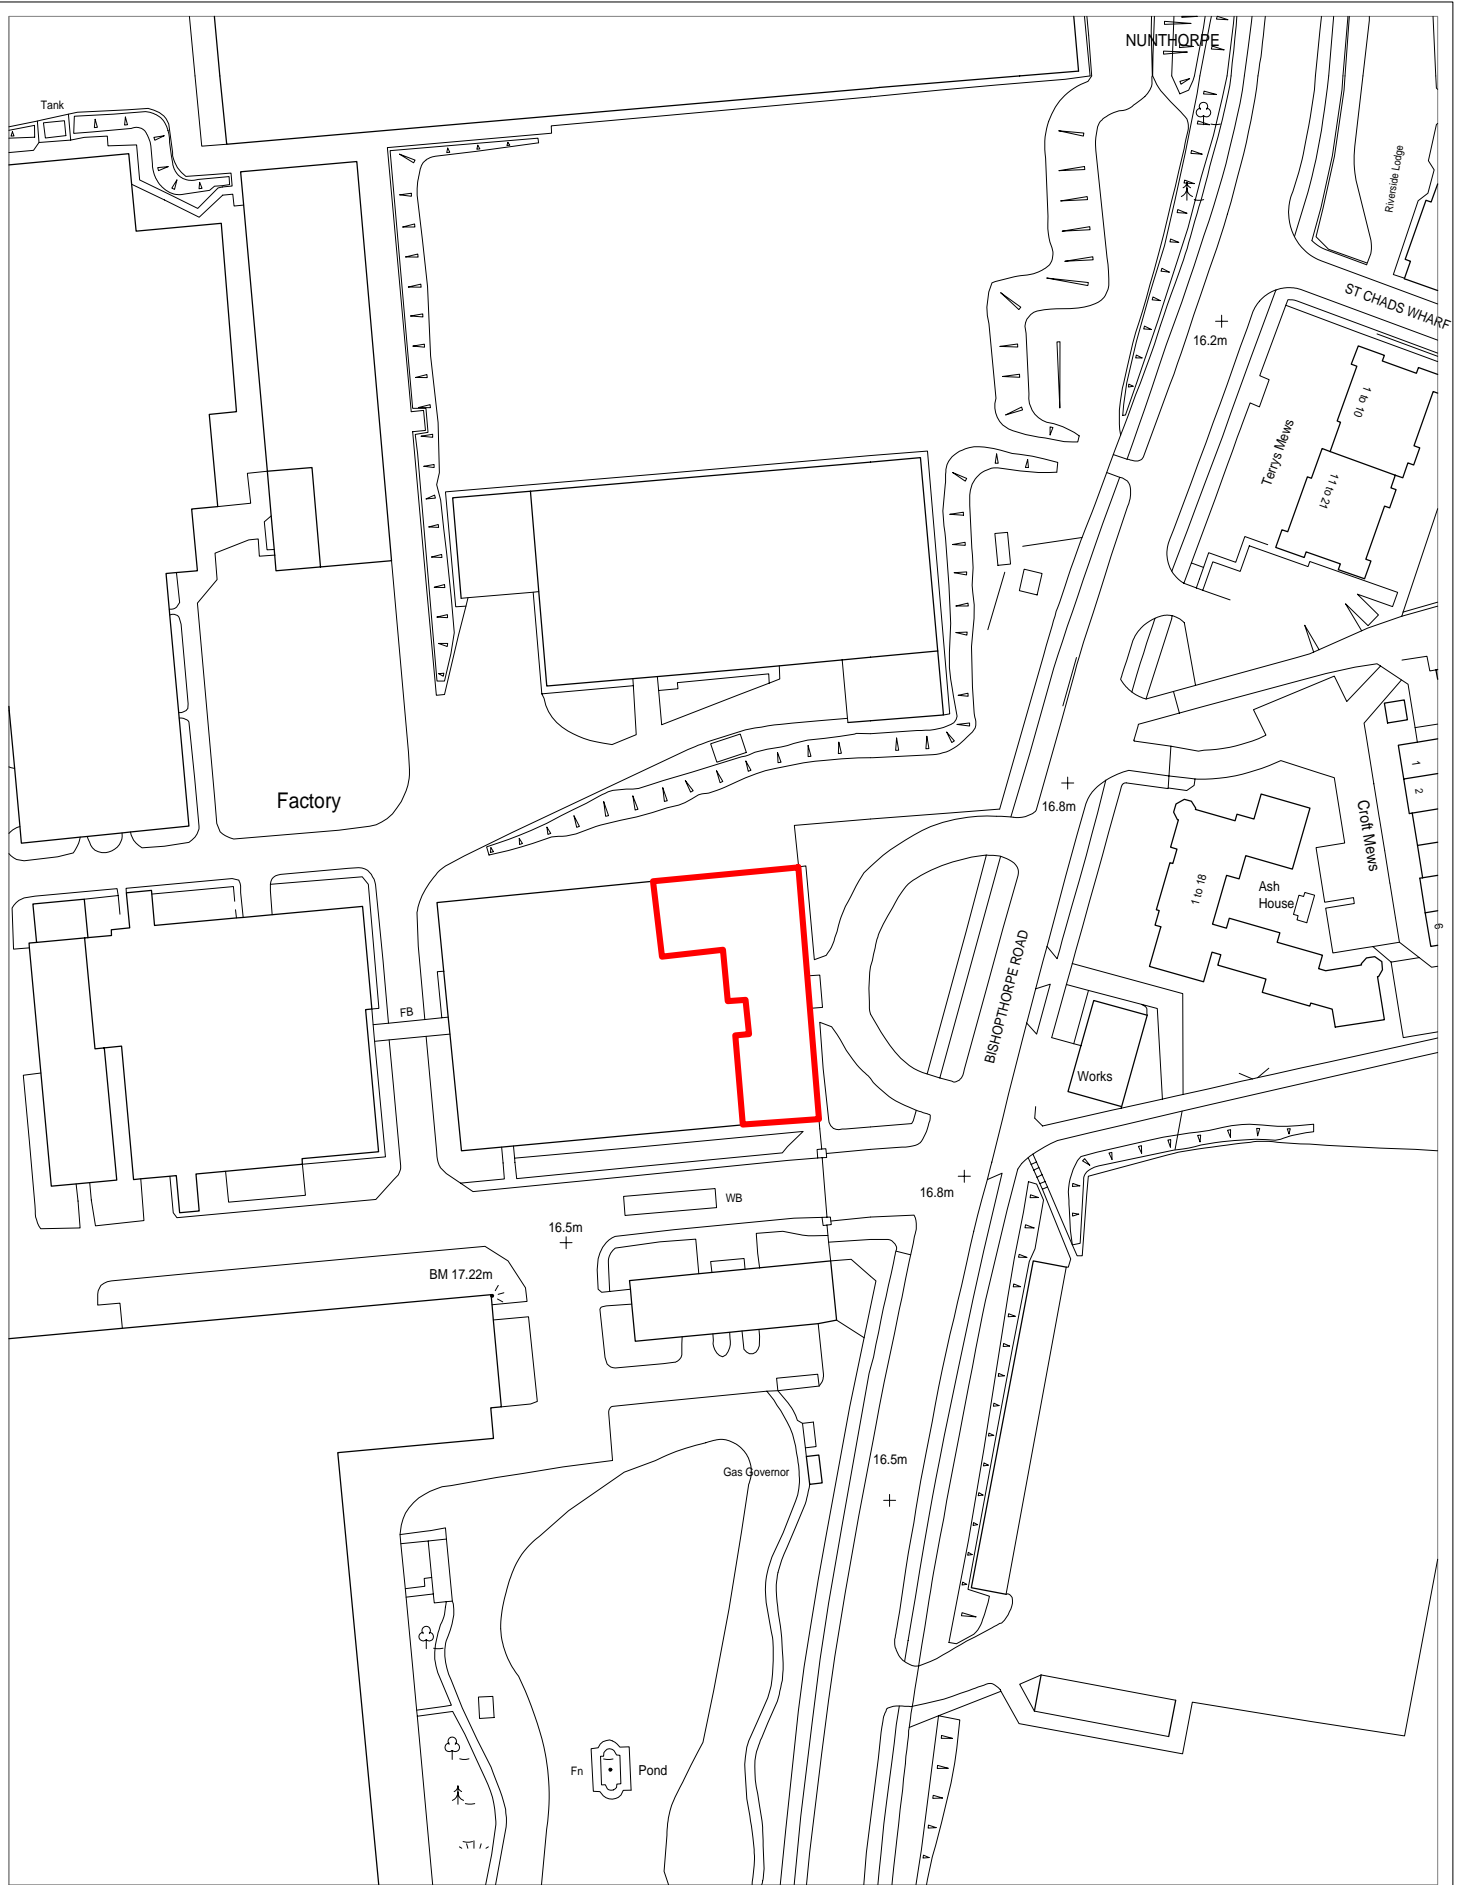 NUNTHORPE
Tank
Riverside Lodge
ST CHADS WHARF
16.2m
1 to 10
Terrys Mews
11 to 21
Factory
16.8m
1
2
Croft Mews
1 to 18
Ash
House
6
BISHOPTHORPE ROAD
FB
Works
16.8m
WB
16.5m
BM 17.22m
16.5m
Gas Governor
Fn
Pond